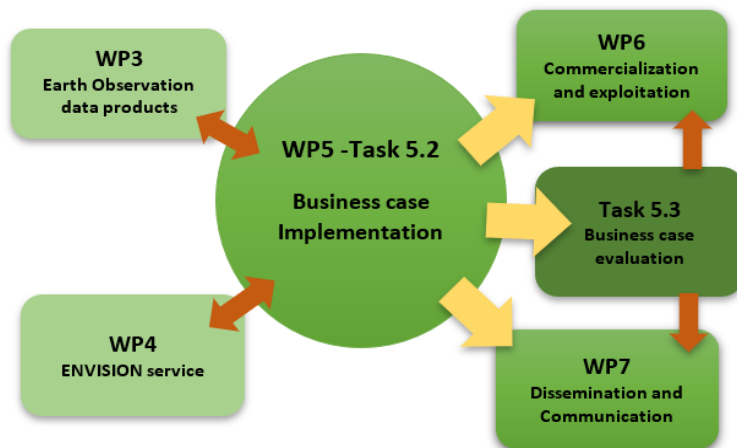 WP3
Earth Observation
data products
WP4
ENVISION service
WP5 -Task 5.2
Business case
Implementation
WP6
Commercialization
and exploitation
Task 5.3
Business case
evaluation
WP7
Dissemination and
Communication